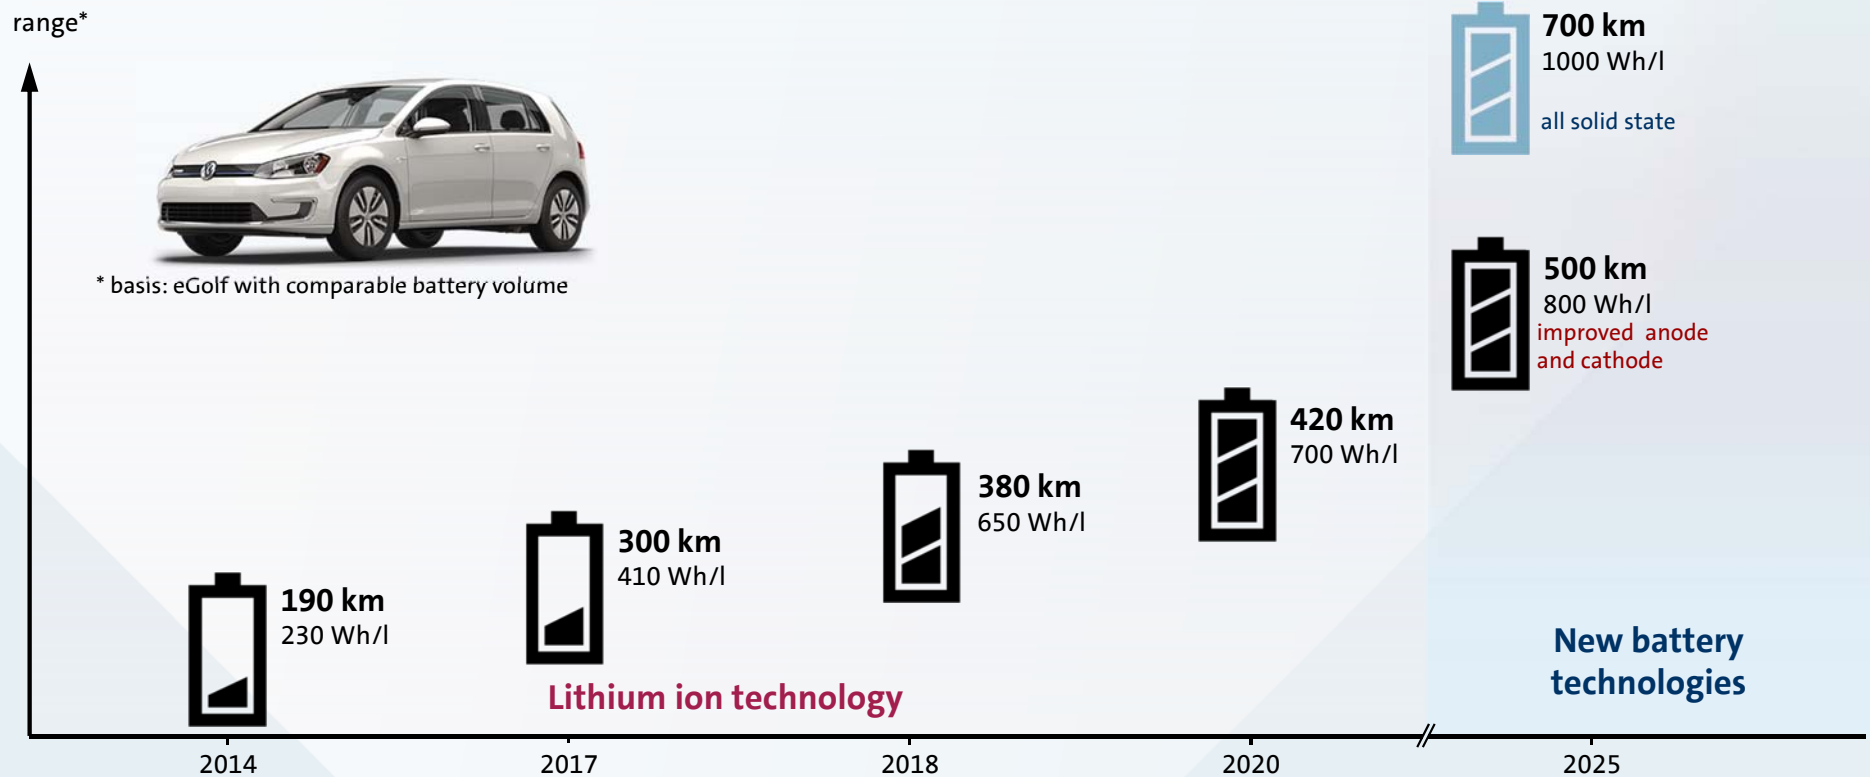 range*
700 km
1000 Wh/l
all solid state
* basis: eGolf with comparable battery volume
500 km
800 Wh/l
improved anode
and cathode
420 km
700 Wh/l
380 km
650 Wh/l
300 km
410 Wh/l
190 km
230 Wh/l
Lithium ion technology
New battery
technologies
2014
2017
2018
2020
2025